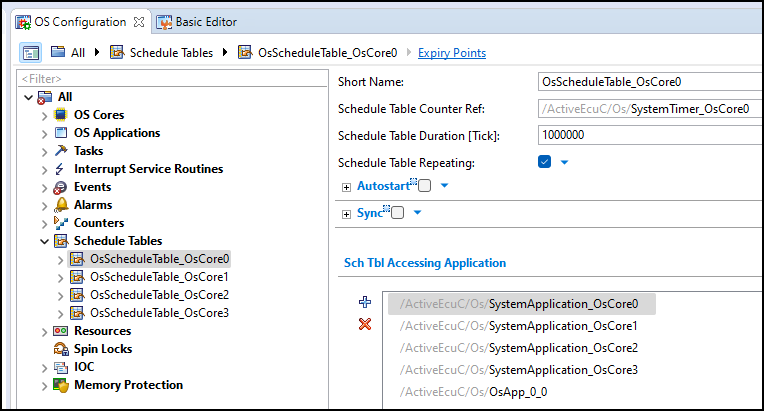 OS Configuration
Basic Editor
All
Schedule Tables
OsScheduleTable_OsCore0
Expiry Points
<Filter>
All
OS Cores
OS Applications
Tasks
Interrupt Service Routines
Events
Alarms
Counters
Schedule Tables
OsScheduleTable_OsCore0
OsScheduleTable_OsCore1
OsScheduleTable_OsCore2
OsScheduleTable_OsCore3
Resources
Spin Locks
IOC
Memory Protection
Short Name: OsScheduleTable_OsCore0
Schedule Table Counter Ref: /ActiveEcuC/Os/SystemTimer_OsCore0
Schedule Table Duration [Tick]: 1000000
Schedule Table Repeating:
Autostart
Sync
Sch Tbl Accessing Application
/ActiveEcuC/Os/SystemApplication_OsCore0
/ActiveEcuC/Os/SystemApplication_OsCore1
/ActiveEcuC/Os/SystemApplication_OsCore2
/ActiveEcuC/Os/SystemApplication_OsCore3
/ActiveEcuC/Os/OsApp_0_0